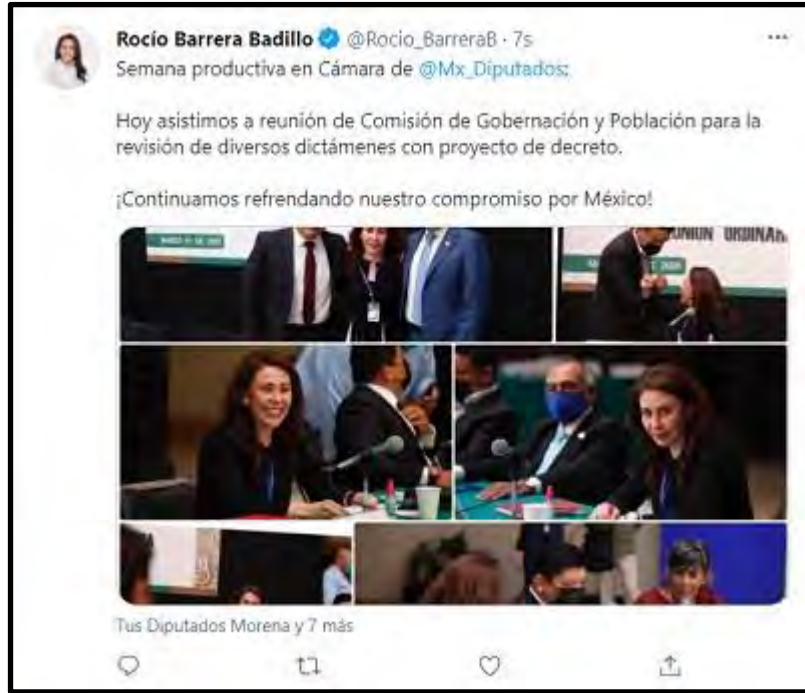 Rocío Barrera Badillo @Rocio_BarreraB · 7s
Semana productiva en Cámara de @Mx_Diputados:
Hoy asistimos a reunión de Comisión de Gobernación y Población para la
revisión de diversos dictámenes con proyecto de decreto.
¡Continuamos refrendando nuestro compromiso por México!
Tus Diputados Morena y 7 más